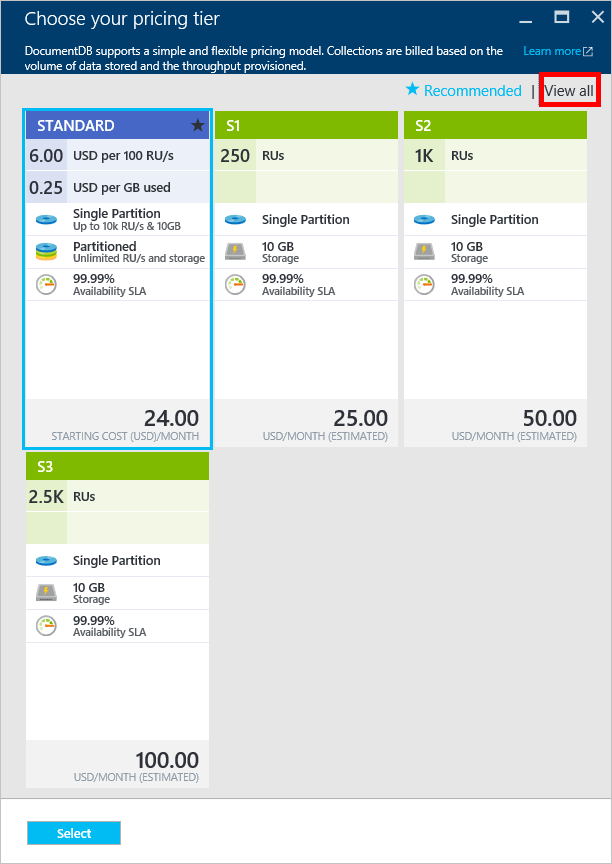 Choose your pricing tier
DocumentDB supports a simple and flexible pricing model. Collections are billed based on the
volume of data stored and the throughput provisioned.
Learn more
Recommended | View all
STANDARD
6.00 USD per 100 RU/s
0.25 USD per GB used
Single Partition
Up to 10k RU/s & 10GB
Partitioned
Unlimited RU/s and storage
99.99%
Availability SLA
24.00
STARTING COST (USD)/MONTH
S1
250 RUs
Single Partition
10 GB
Storage
99.99%
Availability SLA
25.00
USD/MONTH (ESTIMATED)
S2
1K RUs
Single Partition
10 GB
Storage
99.99%
Availability SLA
50.00
USD/MONTH (ESTIMATED)
S3
2.5K RUs
Single Partition
10 GB
Storage
99.99%
Availability SLA
100.00
USD/MONTH (ESTIMATED)
Select